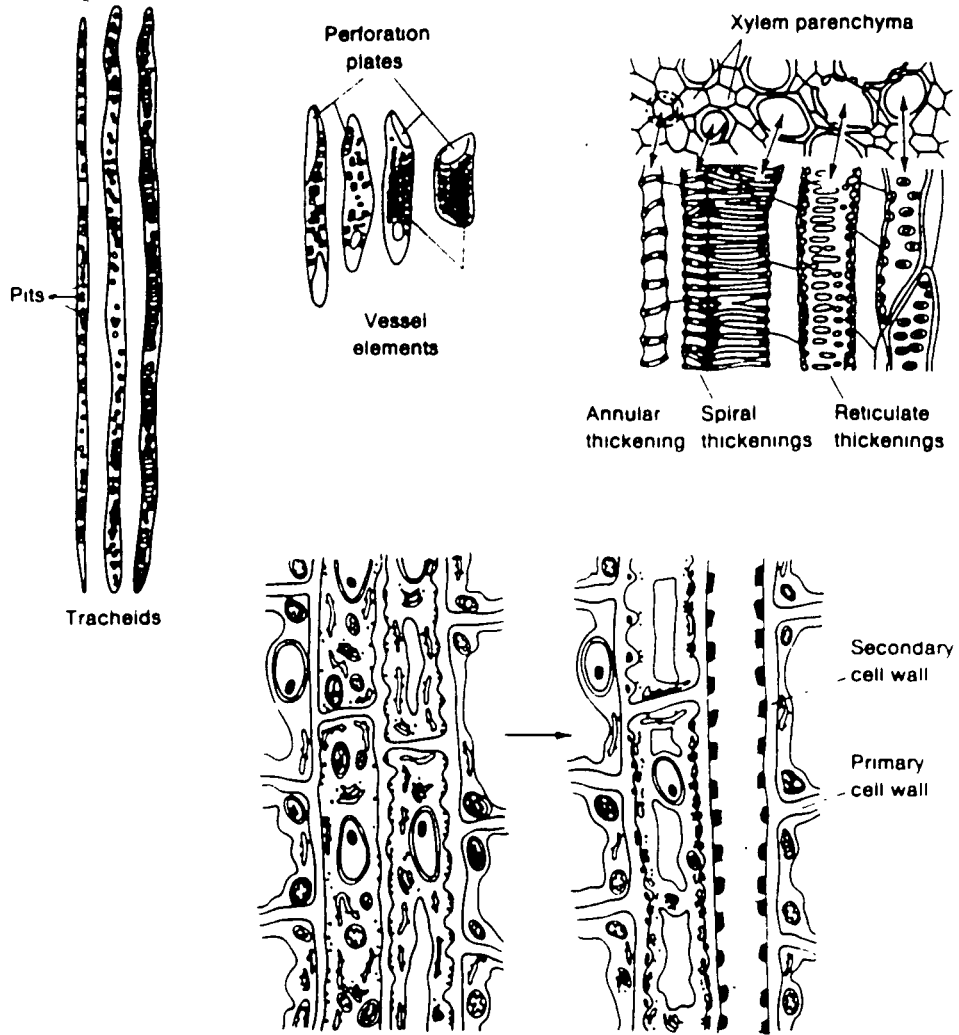 Perforation
plates
Xylem parenchyma
Pits
Vessel
elements
Annular
thickening
Spiral
thickenings
Reticulate
thickenings
Tracheids
Secondary
cell wall
Primary
cell wall